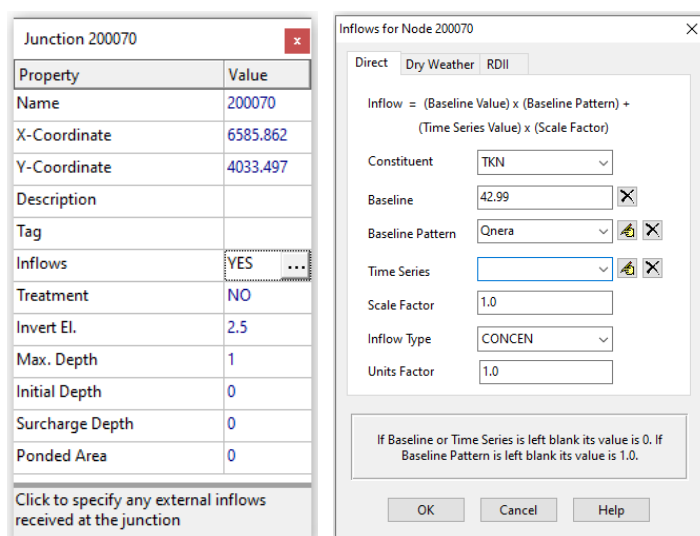 Junction 200070
x
Property Value
Name 200070
X-Coordinate 6585.862
Y-Coordinate 4033.497
Description
Tag
Inflows YES ...
Treatment NO
Invert El. 2.5
Max. Depth 1
Initial Depth 0
Surcharge Depth 0
Ponded Area 0
Click to specify any external inflows
received at the junction
Inflows for Node 200070
Direct Dry Weather RDII
Inflow = (Baseline Value) x (Baseline Pattern) +
(Time Series Value) x (Scale Factor)
Constituent TKN
Baseline 42.99
Baseline Pattern Qnera
Time Series
Scale Factor 1.0
Inflow Type CONCEN
Units Factor 1.0
If Baseline or Time Series is left blank its value is 0. If
Baseline Pattern is left blank its value is 1.0.
OK Cancel Help